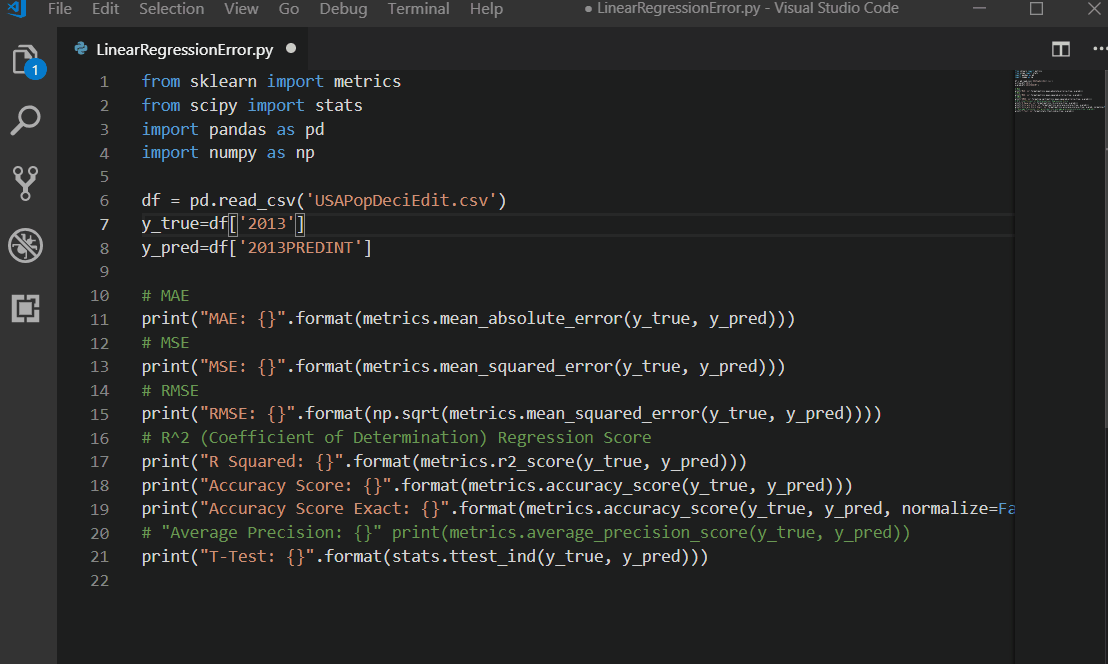 File Edit Selection View Go Debug Terminal Help ● LinearRegressionError.py - Visual Studio Code
LinearRegressionError.py ●
1
1 from sklearn import metrics
2 from scipy import stats
3 import pandas as pd
4 import numpy as np
5
6 df = pd.read_csv('USAPopDeciEdit.csv')
7 y_true=df['2013']
8 y_pred=df['2013PREDINT']
9
10 # MAE
11 print("MAE: {}".format(metrics.mean_absolute_error(y_true, y_pred)))
12 # MSE
13 print("MSE: {}".format(metrics.mean_squared_error(y_true, y_pred)))
14 # RMSE
15 print("RMSE: {}".format(np.sqrt(metrics.mean_squared_error(y_true, y_pred))))
16 # R^2 (Coefficient of Determination) Regression Score
17 print("R Squared: {}".format(metrics.r2_score(y_true, y_pred)))
18 print("Accuracy Score: {}".format(metrics.accuracy_score(y_true, y_pred)))
19 print("Accuracy Score Exact: {}".format(metrics.accuracy_score(y_true, y_pred, normalize=Fa
20 # "Average Precision: {}" print(metrics.average_precision_score(y_true, y_pred))
21 print("T-Test: {}".format(stats.ttest_ind(y_true, y_pred)))
22